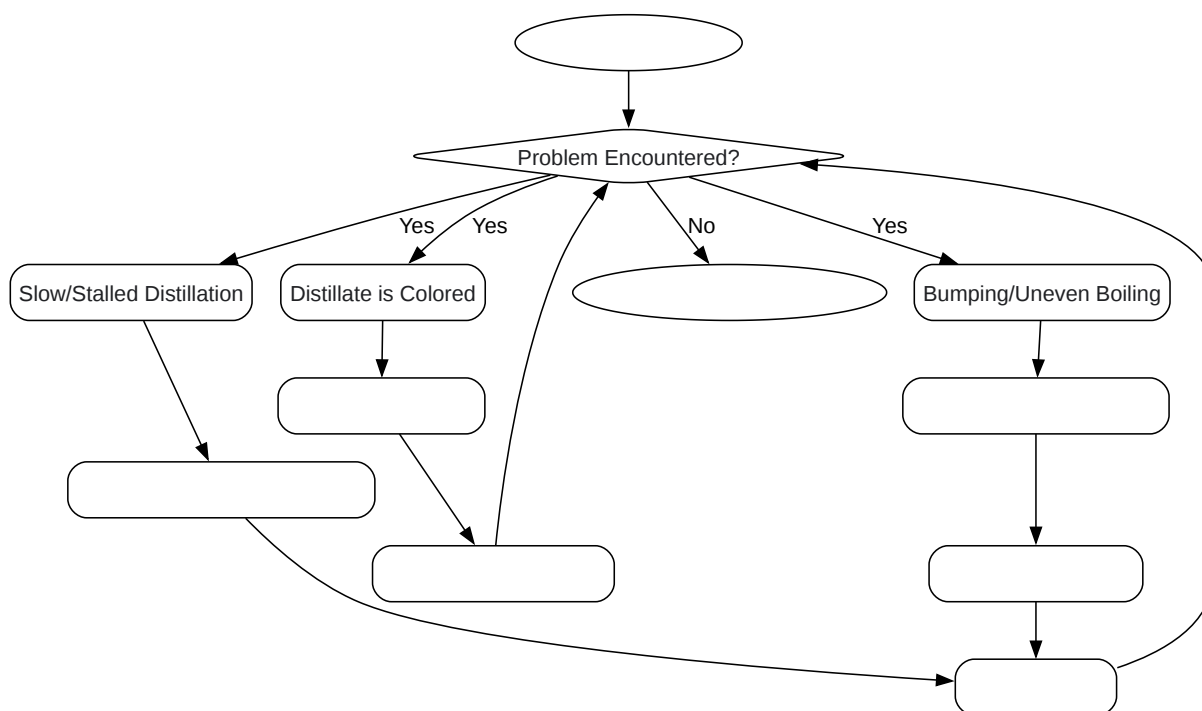 Problem Encountered?
Yes
Yes
No
Yes
Slow/Stalled Distillation
Distillate is Colored
Bumping/Uneven Boiling